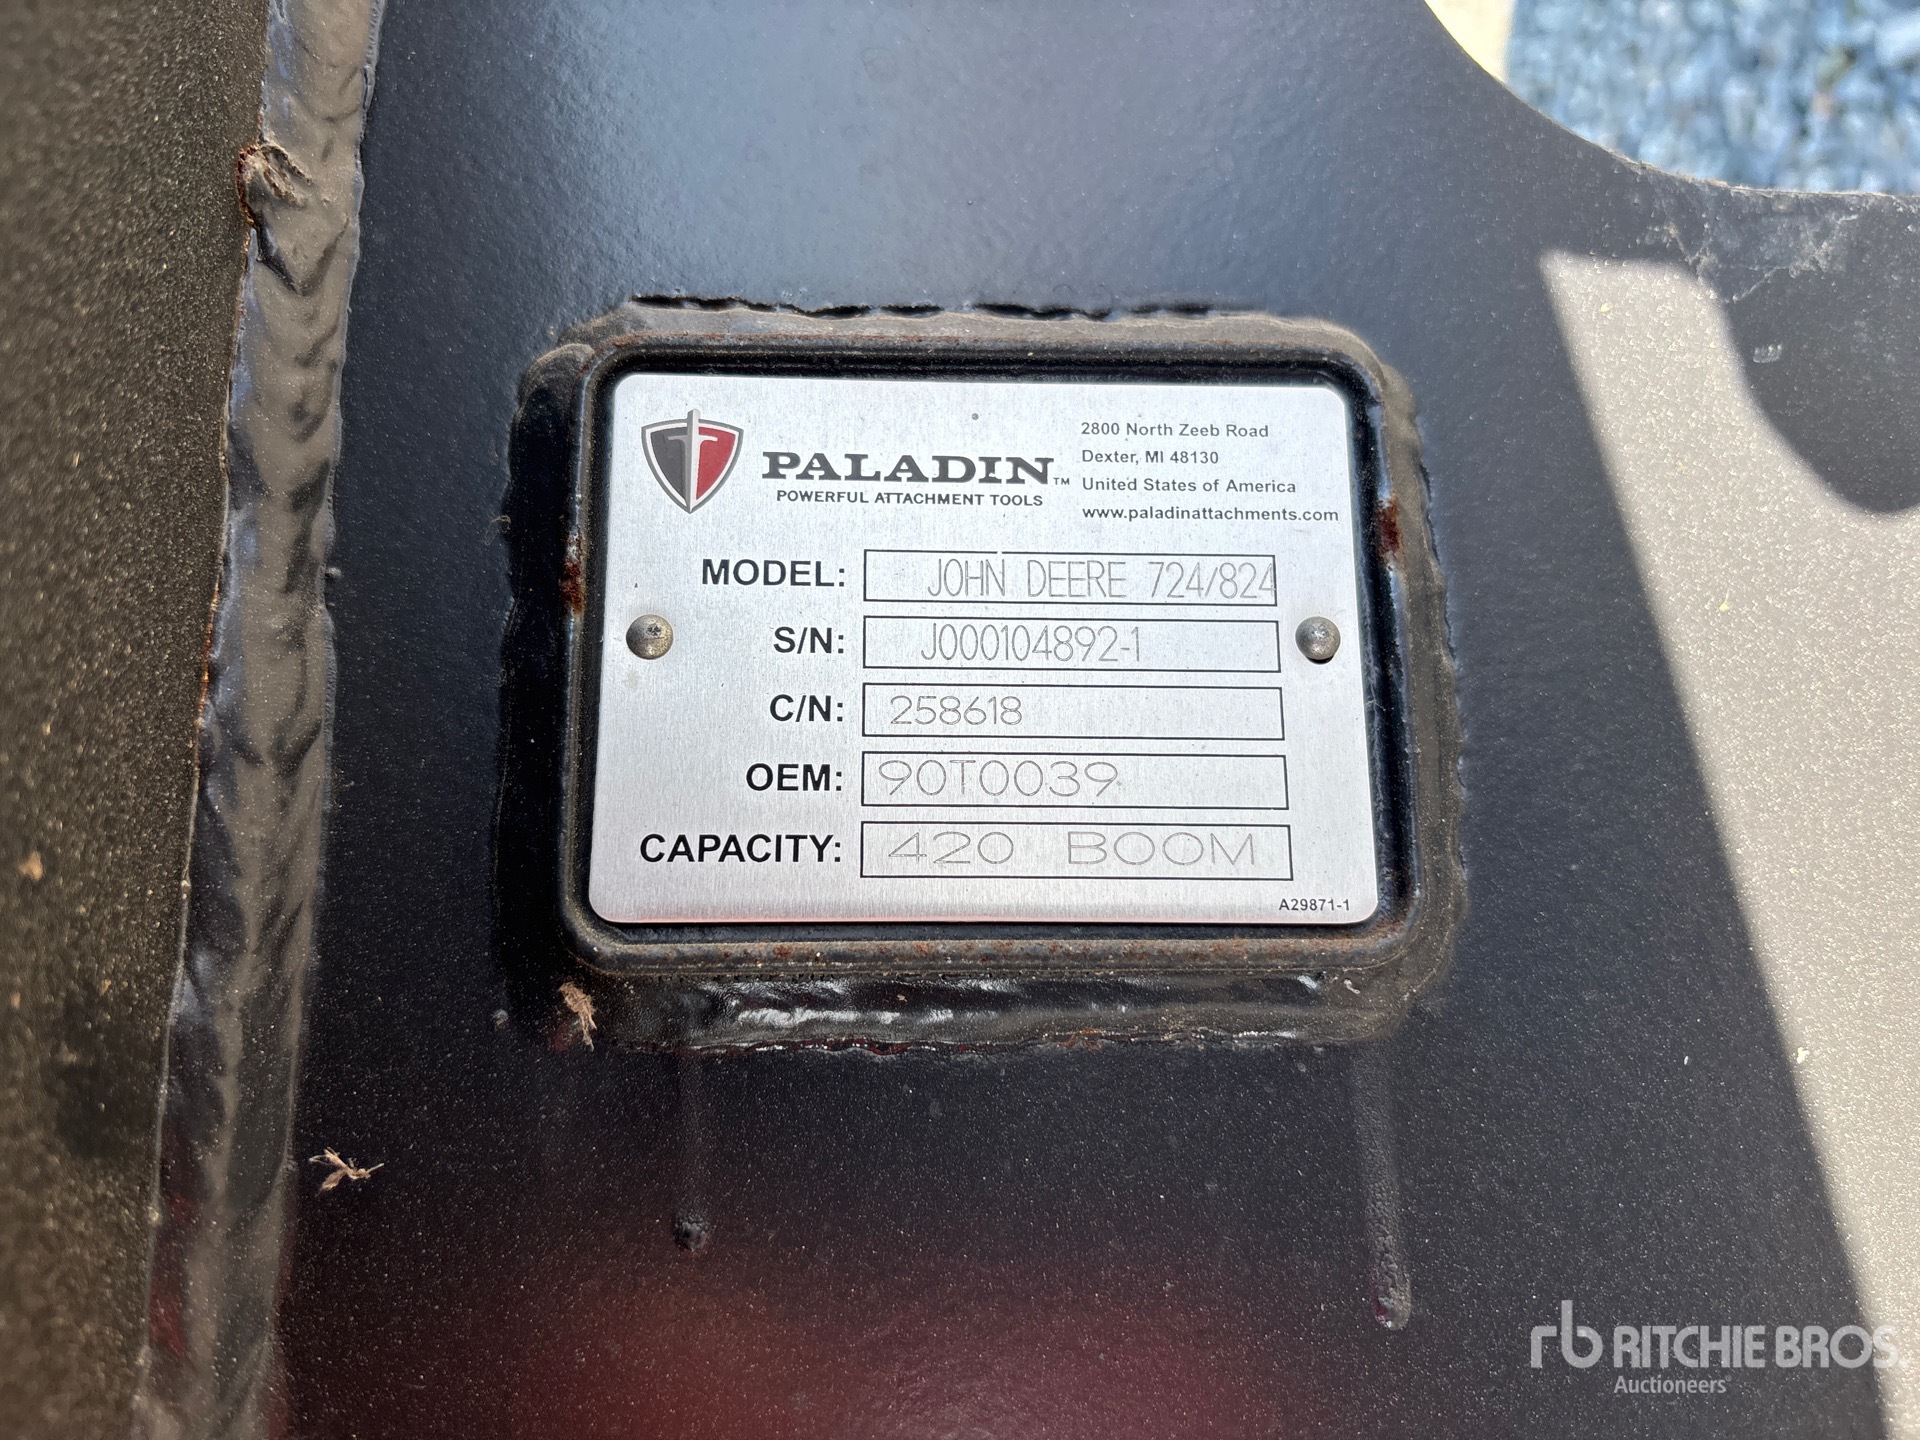 PALADIN™
POWERFUL ATTACHMENT TOOLS
2800 North Zeeb Road
Dexter, MI 48130
United States of America
www.paladinattachments.com
MODEL: JOHN DEERE 724/824
S/N: J000104892-1
C/N: 258618
OEM: 90T0039
CAPACITY: 420 BOOM
A29871-1
rb RITCHIE BROS.
Auctioneers